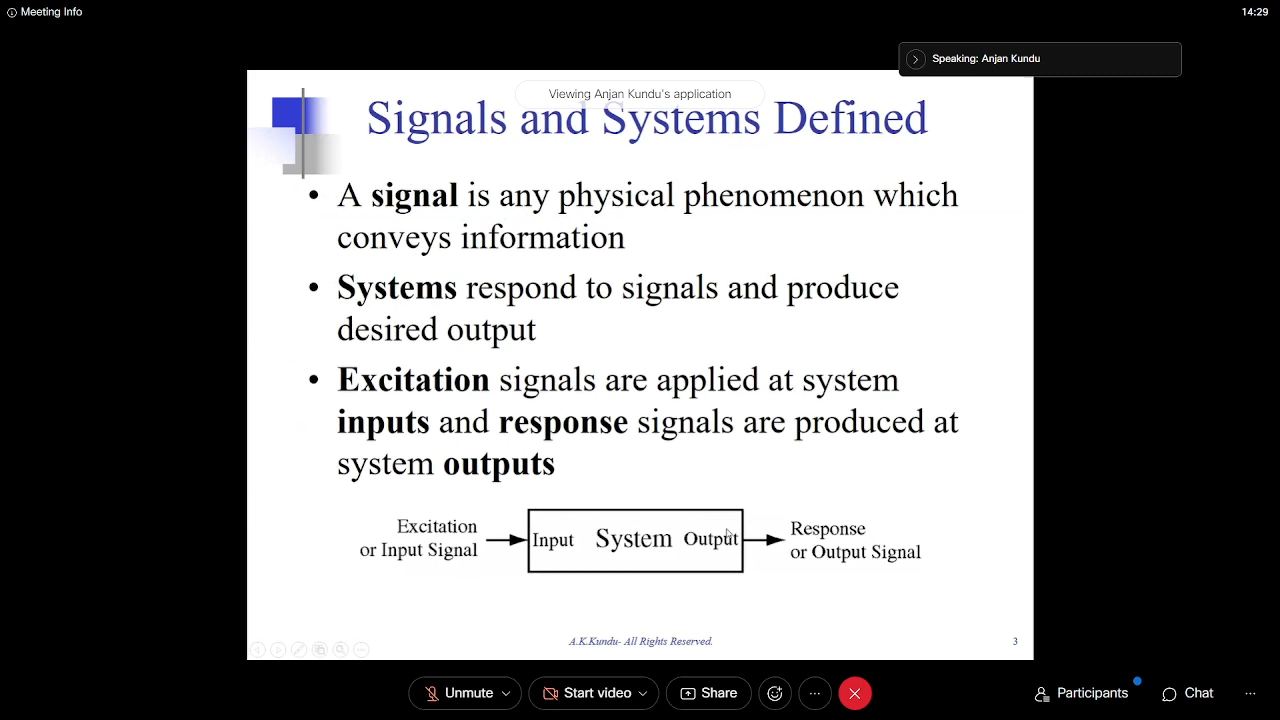 Meeting Info
14:29
Speaking: Anjan Kundu
Viewing Anjan Kundu's application
Signals and Systems Defined
• A signal is any physical phenomenon which
conveys information
• Systems respond to signals and produce
desired output
• Excitation signals are applied at system
inputs and response signals are produced at
system outputs
Excitation
or Input Signal
Input System Output
Response
or Output Signal
A.K.Kundu- All Rights Reserved.
3
Unmute
Start video
Share
Participants
Chat